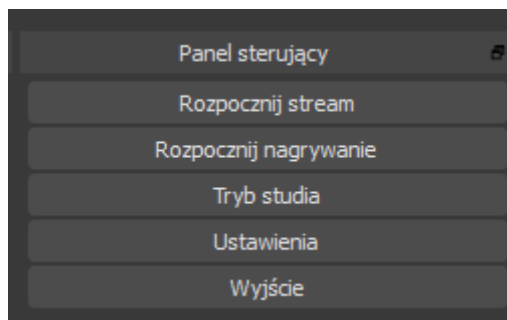 Panel sterujący
Rozpocznij stream
Rozpocznij nagrywanie
Tryb studia
Ustawienia
Wyjście